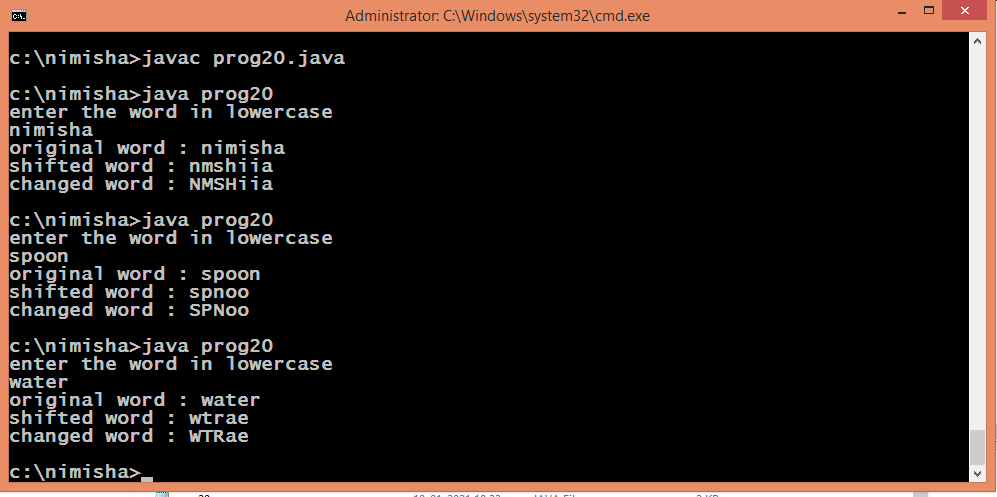 Administrator: C:\Windows\system32\cmd.exe
c:\nimisha>javac prog20.java
c:\nimisha>java prog20
enter the word in lowercase
nimisha
original word : nimisha
shifted word : nmshiia
changed word : NMSHiia
c:\nimisha>java prog20
enter the word in lowercase
spoon
original word : spoon
shifted word : spnoo
changed word : SPNoo
c:\nimisha>java prog20
enter the word in lowercase
water
original word : water
shifted word : wtrae
changed word : WTRae
c:\nimisha>_